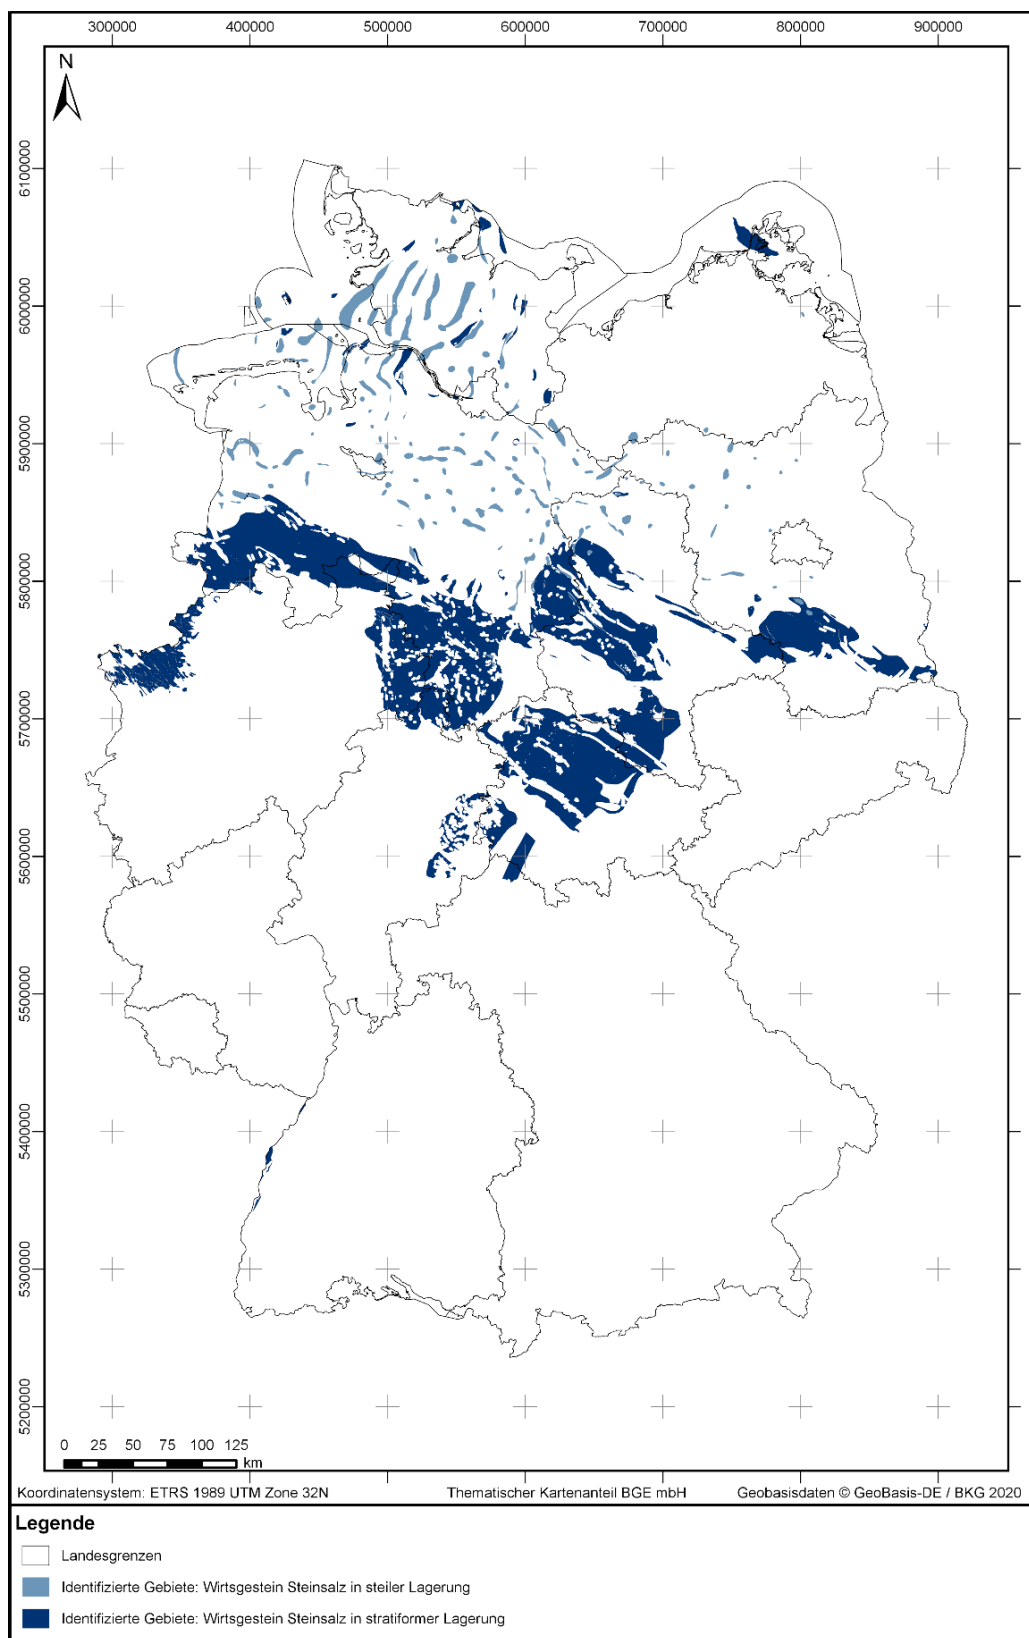 300000 400000 500000 600000 700000 800000 900000
N
6100000
6000000
5900000
5800000
5700000
5600000
5500000
5400000
5300000
5200000
0 25 50 75 100 125
km
Koordinatensystem: ETRS 1989 UTM Zone 32N Thematischer Kartenanteil BGE mbH Geobasisdaten © GeoBasis-DE / BKG 2020
Legende
Landesgrenzen
Identifizierte Gebiete: Wirtsgestein Steinsalz in steiler Lagerung
Identifizierte Gebiete: Wirtsgestein Steinsalz in stratiformer Lagerung